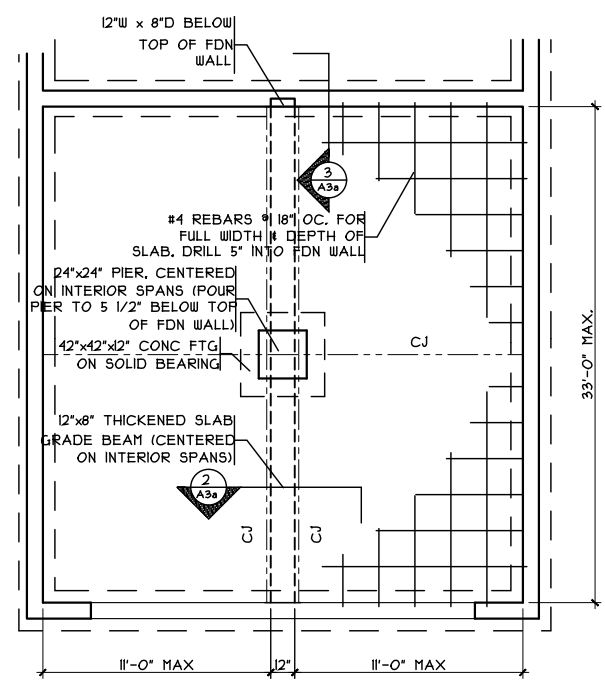 12"W x 8"D BELOW
TOP OF FDN
WALL
3
A3a
#4 REBARS @ 18" OC. FOR
FULL WIDTH & DEPTH OF
SLAB. DRILL 5" INTO FDN WALL
24"x24" PIER, CENTERED
ON INTERIOR SPANS (POUR
PIER TO 5 1/2" BELOW TOP
OF FDN WALL)
42"x42"x12" CONC FTG
ON SOLID BEARING
CJ
33'-0" MAX.
12"x8" THICKENED SLAB
GRADE BEAM (CENTERED
ON INTERIOR SPANS)
2
A3a
CJ
CJ
11'-0" MAX
12"
11'-0" MAX